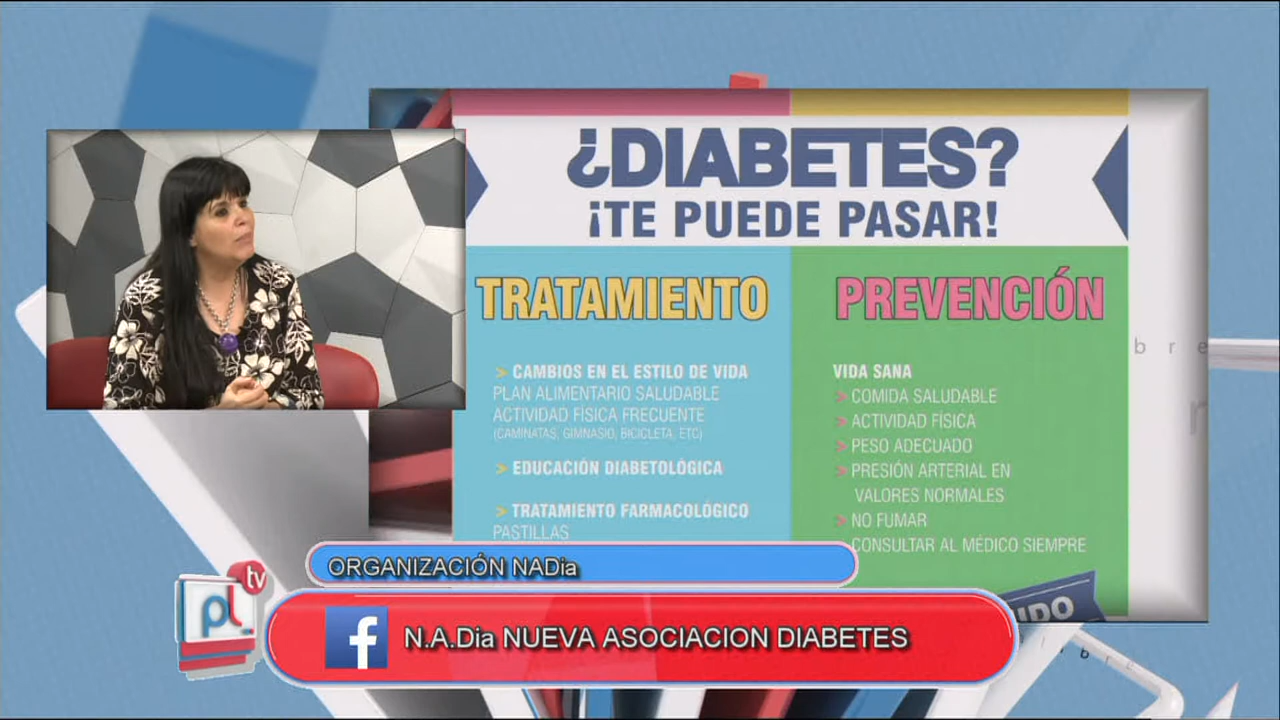 ¿DIABETES?
¡TE PUEDE PASAR!
TRATAMIENTO
> CAMBIOS EN EL ESTILO DE VIDA
PLAN ALIMENTARIO SALUDABLE
ACTIVIDAD FÍSICA FRECUENTE
(CAMINATAS, GIMNASIO, BICICLETA, ETC)
> EDUCACIÓN DIABETOLÓGICA
> TRATAMIENTO FARMACOLÓGICO
PASTILLAS
PREVENCIÓN
VIDA SANA
> COMIDA SALUDABLE
> ACTIVIDAD FÍSICA
> PESO ADECUADO
> PRESIÓN ARTERIAL EN
VALORES NORMALES
> NO FUMAR
CONSULTAR AL MÉDICO SIEMPRE
ORGANIZACIÓN NADia
pl tv
f N.A.Dia NUEVA ASOCIACION DIABETES